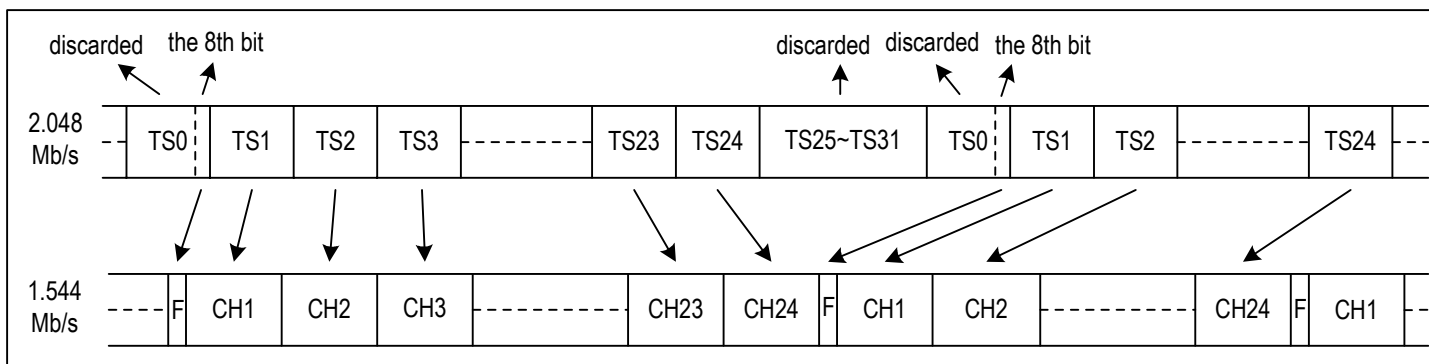 discarded the 8th bit discarded discarded the 8th bit
2.048 Mb/s
TS0 TS1 TS2 TS3 TS23 TS24 TS25~TS31 TS0 TS1 TS2 TS24
1.544 Mb/s
F CH1 CH2 CH3 CH23 CH24 F CH1 CH2 CH24 F CH1